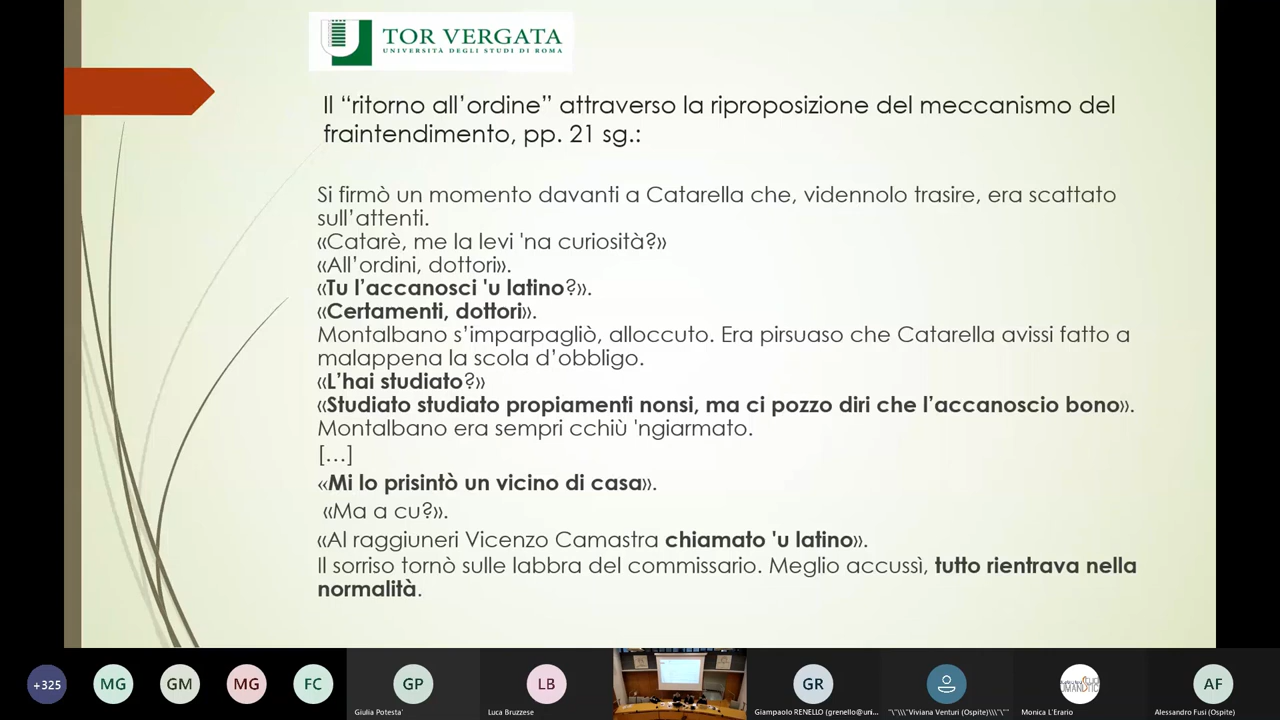 TOR VERGATA
UNIVERSITÀ DEGLI STUDI DI ROMA
Il “ritorno all’ordine” attraverso la riproposizione del meccanismo del
fraintendimento, pp. 21 sg.:
Si firmò un momento davanti a Catarella che, vidennolo trasire, era scattato
sull’attenti.
«Catarè, me la levi 'na curiosità?»
«All’ordini, dottori».
«Tu l’accanosci 'u latino?».
«Certamenti, dottori».
Montalbano s’imparpagliò, alloccuto. Era pirsuaso che Catarella avissi fatto a
malappena la scola d’obbligo.
«L’hai studiato?»
«Studiato studiato propiamenti nonsi, ma ci pozzo diri che l’accanoscio bono».
Montalbano era sempri cchiù 'ngiarmato.
[…]
«Mi lo prisintò un vicino di casa».
«Ma a cu?».
«Al raggiuneri Vicenzo Camastra chiamato 'u latino».
Il sorriso tornò sulle labbra del commissario. Meglio accussì, tutto rientrava nella
normalità.
+325 MG GM MG FC GP LB GR AF
Giulia Potesta' Luca Bruzzese Giampaolo RENELLO (grenello@uni... "\"\\\"Viviana Venturi (Ospite)\\\"\"" Monica L'Erario Alessandro Fusi (Ospite)